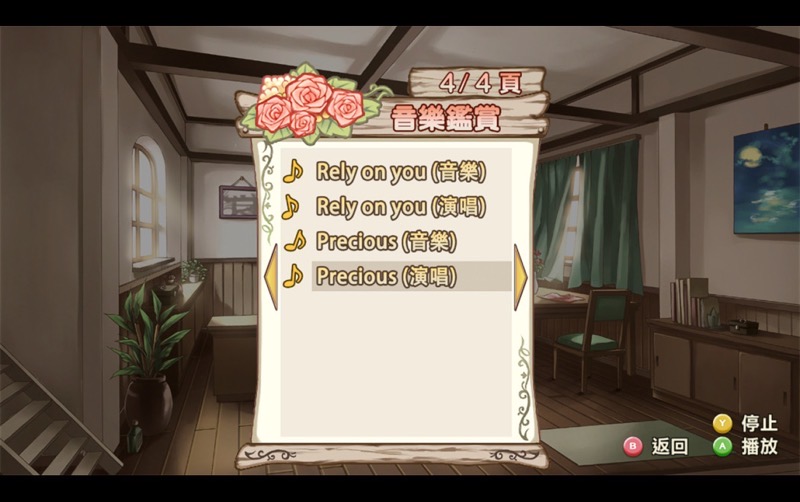 4/4頁
音樂鑑賞
Rely on you (音樂)
Rely on you (演唱)
Precious (音樂)
Precious (演唱)
Y 停止
B 返回 A 播放